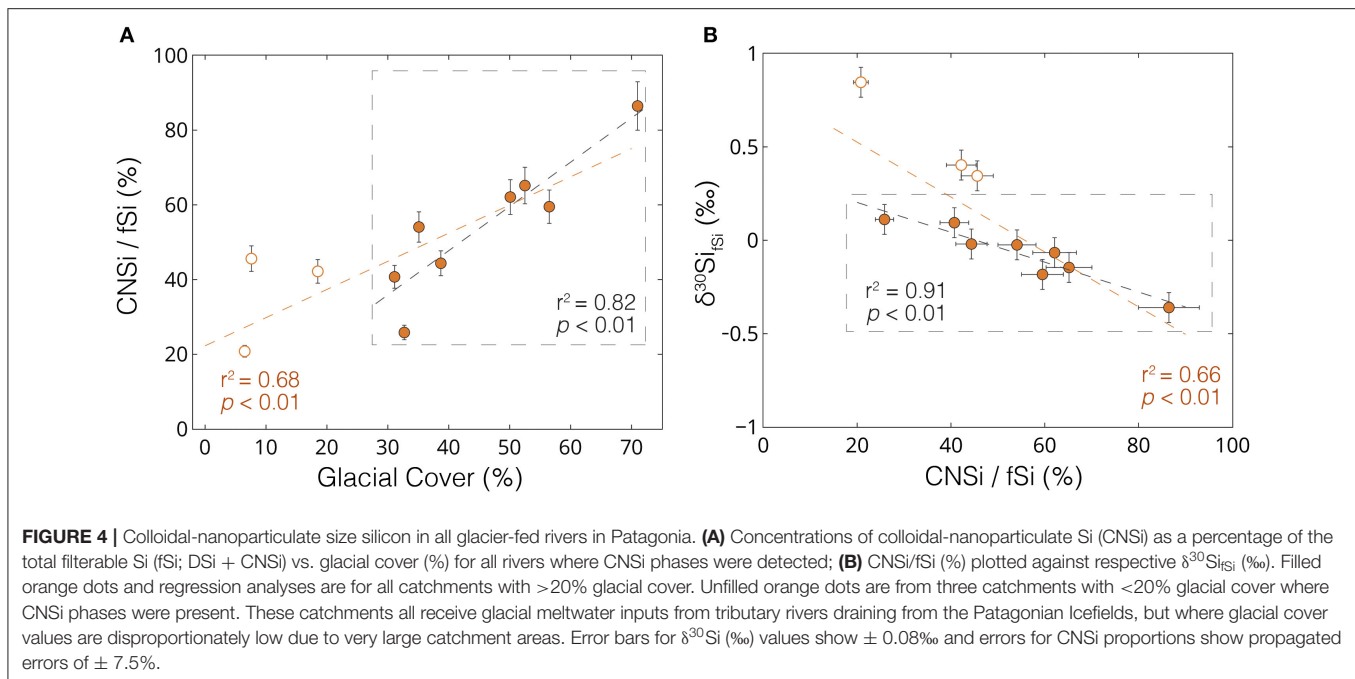 A
100
80
60
40
20
0
CNSi / fSi (%)
r² = 0.82
p < 0.01
r² = 0.68
p < 0.01
0 10 20 30 40 50 60 70
Glacial Cover (%)
B
1
0.5
0
−0.5
−1
δ³⁰Si_fSi (‰)
r² = 0.91
p < 0.01
r² = 0.66
p < 0.01
0 20 40 60 80 100
CNSi / fSi (%)
FIGURE 4 | Colloidal-nanoparticulate size silicon in all glacier-fed rivers in Patagonia. (A) Concentrations of colloidal-nanoparticulate Si (CNSi) as a percentage of the
total filterable Si (fSi; DSi + CNSi) vs. glacial cover (%) for all rivers where CNSi phases were detected; (B) CNSi/fSi (%) plotted against respective δ³⁰Si_fSi (‰). Filled
orange dots and regression analyses are for all catchments with >20% glacial cover. Unfilled orange dots are from three catchments with <20% glacial cover where
CNSi phases were present. These catchments all receive glacial meltwater inputs from tributary rivers draining from the Patagonian Icefields, but where glacial cover
values are disproportionately low due to very large catchment areas. Error bars for δ³⁰Si (‰) values show ± 0.08‰ and errors for CNSi proportions show propagated
errors of ± 7.5%.